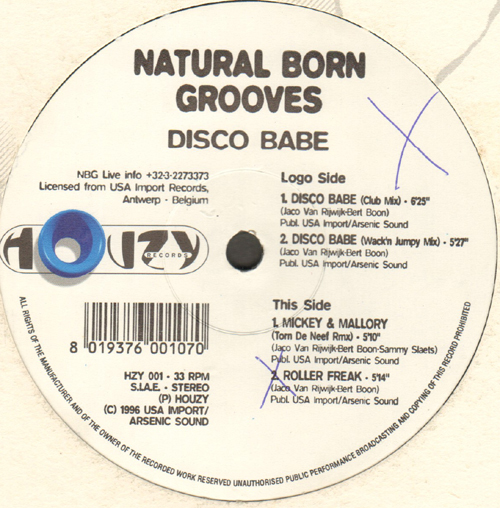 NATURAL BORN
GROOVES
DISCO BABE
NBG Live info +32-3-2273373
Licensed from USA Import Records,
Antwerp · Belgium
HOUZY
RECORDS
8 019376 001070
HZY 001 · 33 RPM
S.I.A.E. · STEREO
(P) HOUZY
(C) 1996 USA IMPORT/
ARSENIC SOUND
Logo Side
1. DISCO BABE (Club Mix) · 6'25"
(Jaco Van Rijwijk-Bert Boon)
Publ. USA Import/Arsenic Sound
2. DISCO BABE (Wack'n Jumpy Mix) · 5'27"
(Jaco Van Rijwijk-Bert Boon)
Publ. USA Import/Arsenic Sound
This Side
1. MICKEY & MALLORY
(Torn De Neef Rmx) · 5'10"
(Jaco Van Rijwijk-Bert Boon-Sammy Slaets)
Publ. USA Import/Arsenic Sound
2. ROLLER FREAK · 5'14"
(Jaco Van Rijwijk-Bert Boon)
Publ. USA Import/Arsenic Sound
ALL RIGHTS OF THE MANUFACTURER AND OF THE OWNER OF THE RECORDED WORK RESERVED UNAUTHORISED PUBLIC PERFORMANCE BROADCASTING AND COPYING OF THIS RECORD PROHIBITED